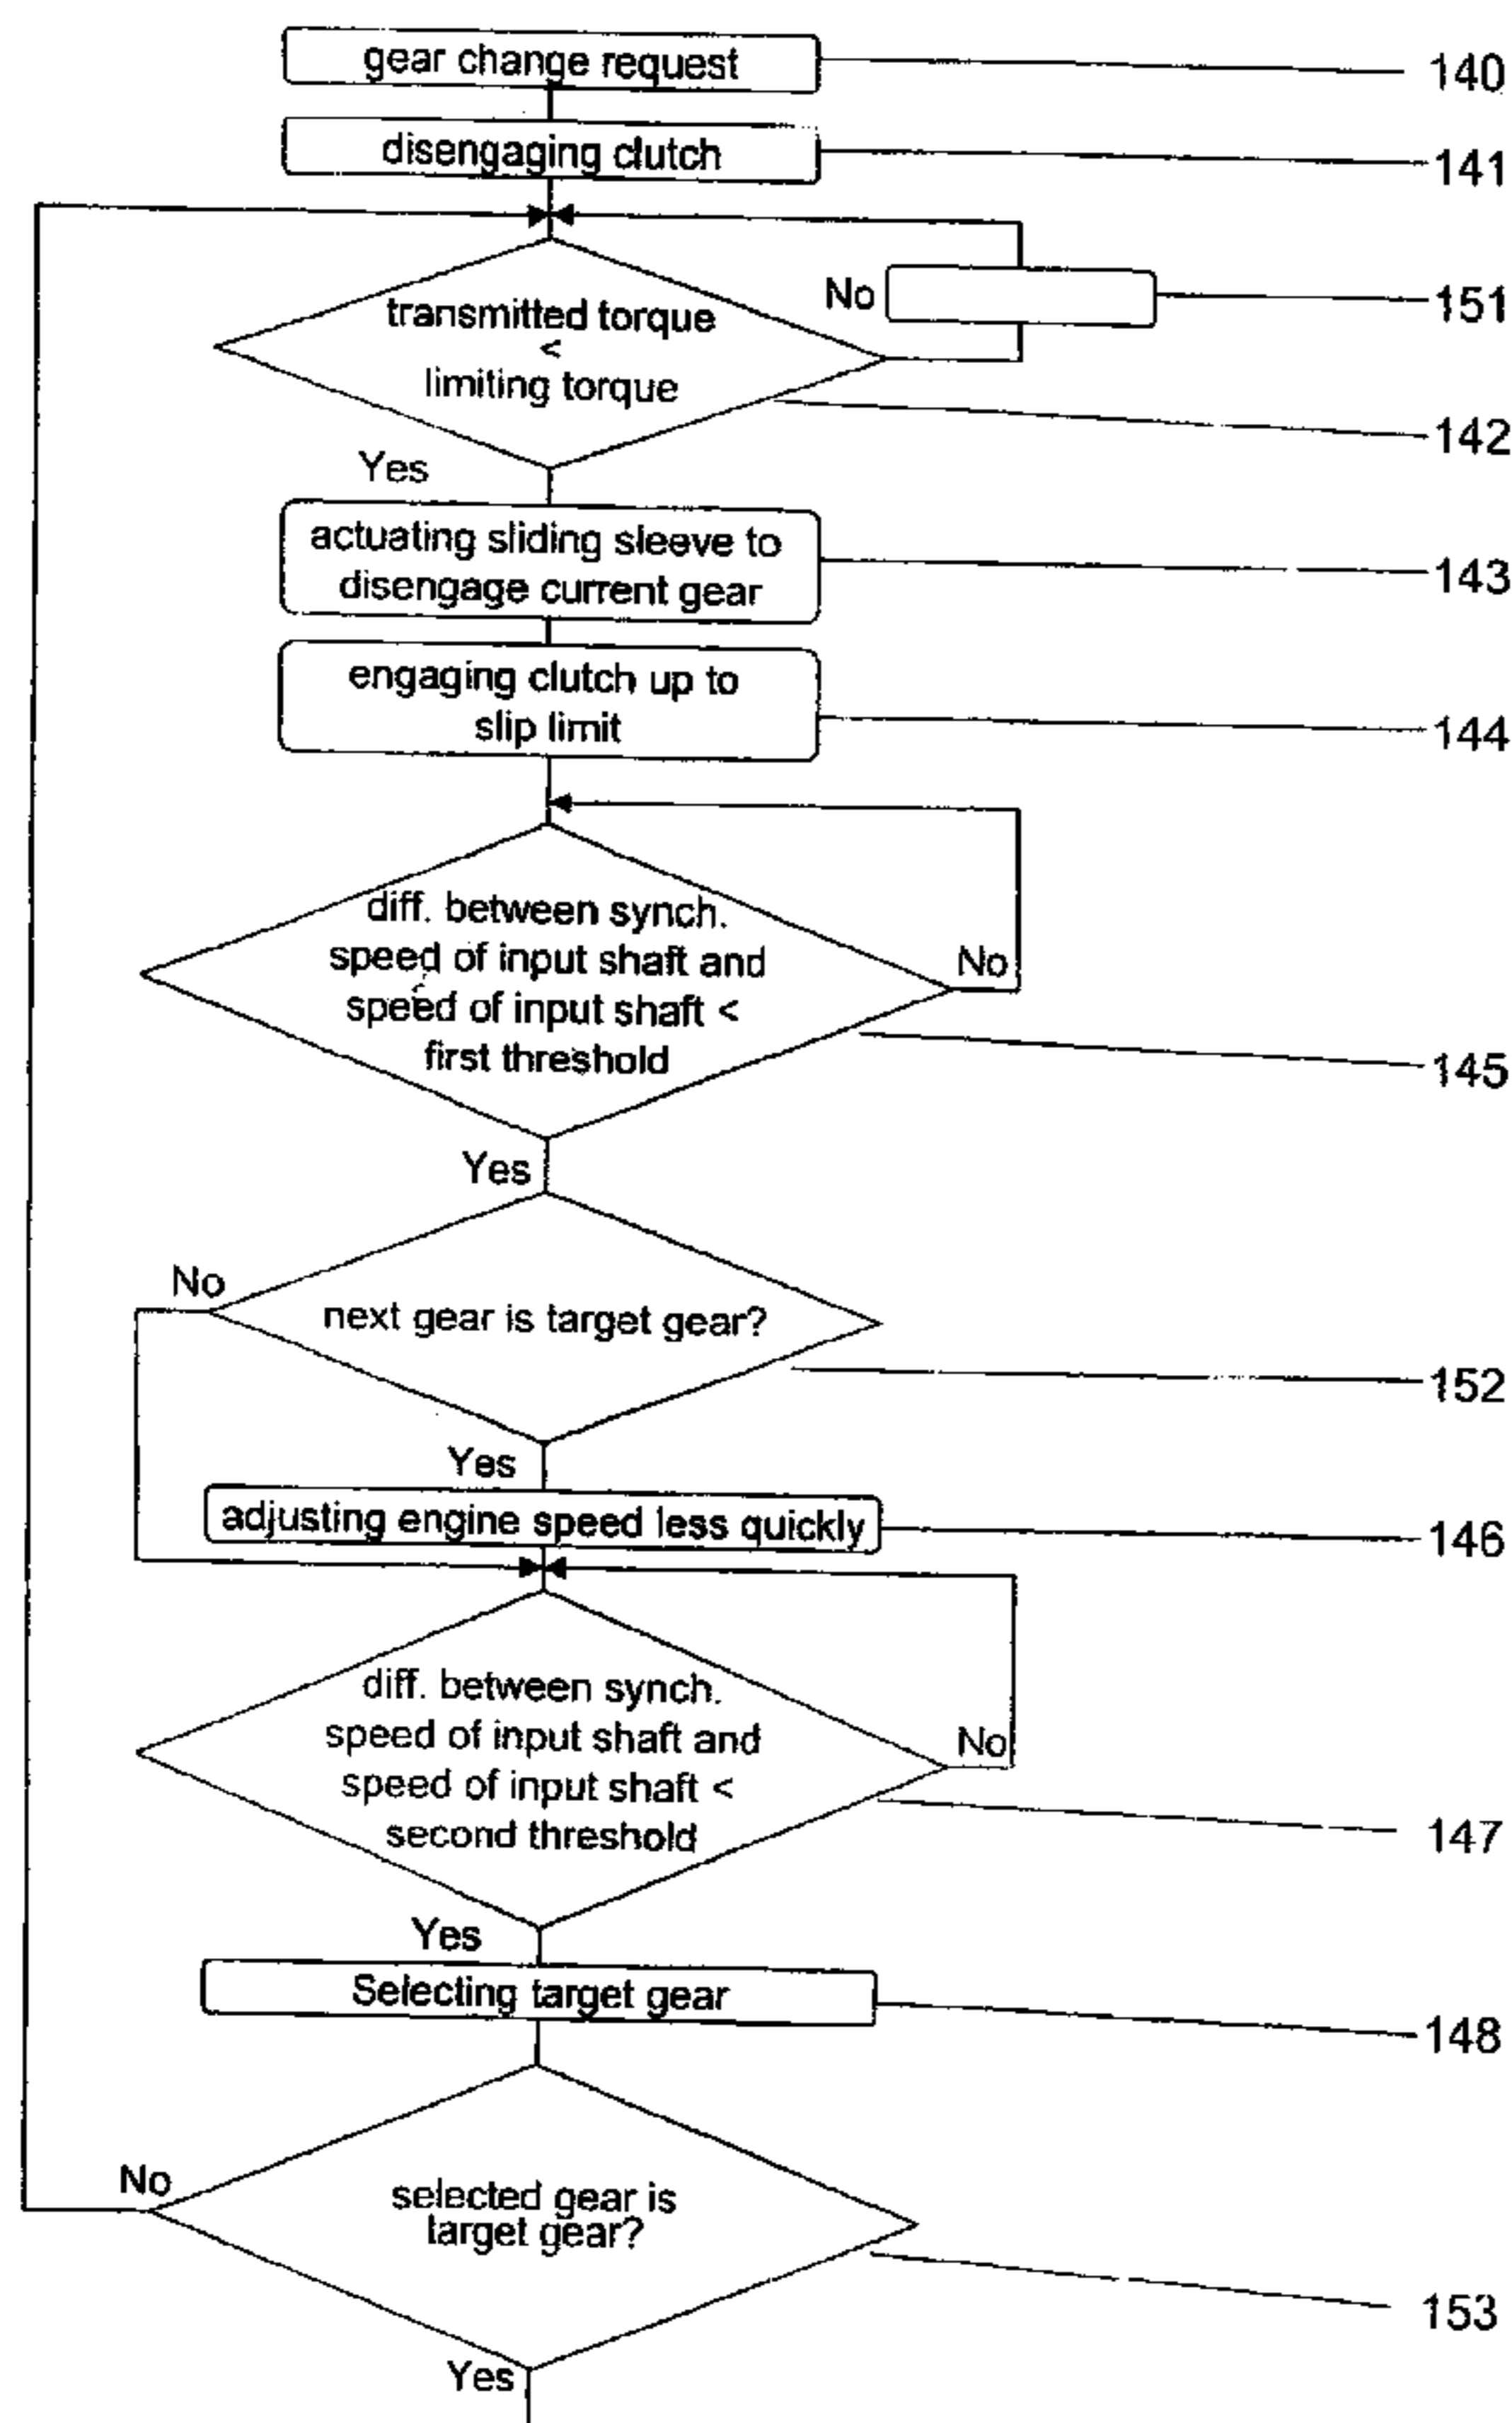 gear change request
140
disengaging clutch
141
No
151
transmitted torque
<
limiting torque
142
Yes
actuating sliding sleeve to
disengage current gear
143
engaging clutch up to
slip limit
144
diff. between synch.
speed of input shaft and
speed of input shaft <
first threshold
No
145
Yes
No
next gear is target gear?
152
Yes
adjusting engine speed less quickly
146
diff. between synch.
speed of input shaft and
speed of input shaft <
second threshold
No
147
Yes
Selecting target gear
148
No
selected gear is
target gear?
153
Yes